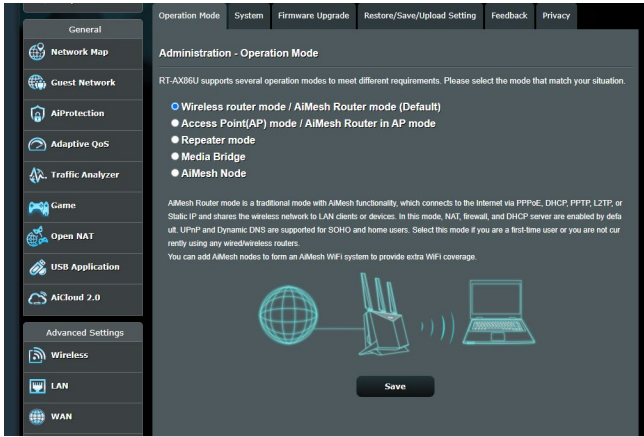 General
Network Map
Guest Network
AiProtection
Adaptive QoS
Traffic Analyzer
Game
Open NAT
USB Application
AiCloud 2.0
Advanced Settings
Wireless
LAN
WAN
Operation Mode System Firmware Upgrade Restore/Save/Upload Setting Feedback Privacy
Administration - Operation Mode
RT-AX86U supports several operation modes to meet different requirements. Please select the mode that match your situation.
Wireless router mode / AiMesh Router mode (Default)
Access Point(AP) mode / AiMesh Router in AP mode
Repeater mode
Media Bridge
AiMesh Node
AiMesh Router mode is a traditional mode with AiMesh functionality, which connects to the Internet via PPPoE, DHCP, PPTP, L2TP, or
Static IP and shares the wireless network to LAN clients or devices. In this mode, NAT, firewall, and DHCP server are enabled by defa
ult. UPnP and Dynamic DNS are supported for SOHO and home users. Select this mode if you are a first-time user or you are not cur
rently using any wired/wireless routers.
You can add AiMesh nodes to form an AiMesh WiFi system to provide extra WiFi coverage.
Save